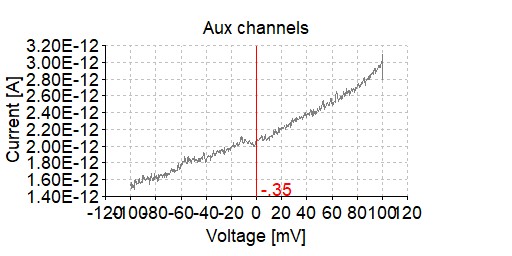 Aux channels
Current [A]
3.20E-12
3.00E-12
2.80E-12
2.60E-12
2.40E-12
2.20E-12
2.00E-12
1.80E-12
1.60E-12
1.40E-12
-.35
-120 -100 -80 -60 -40 -20 0 20 40 60 80 100 120
Voltage [mV]